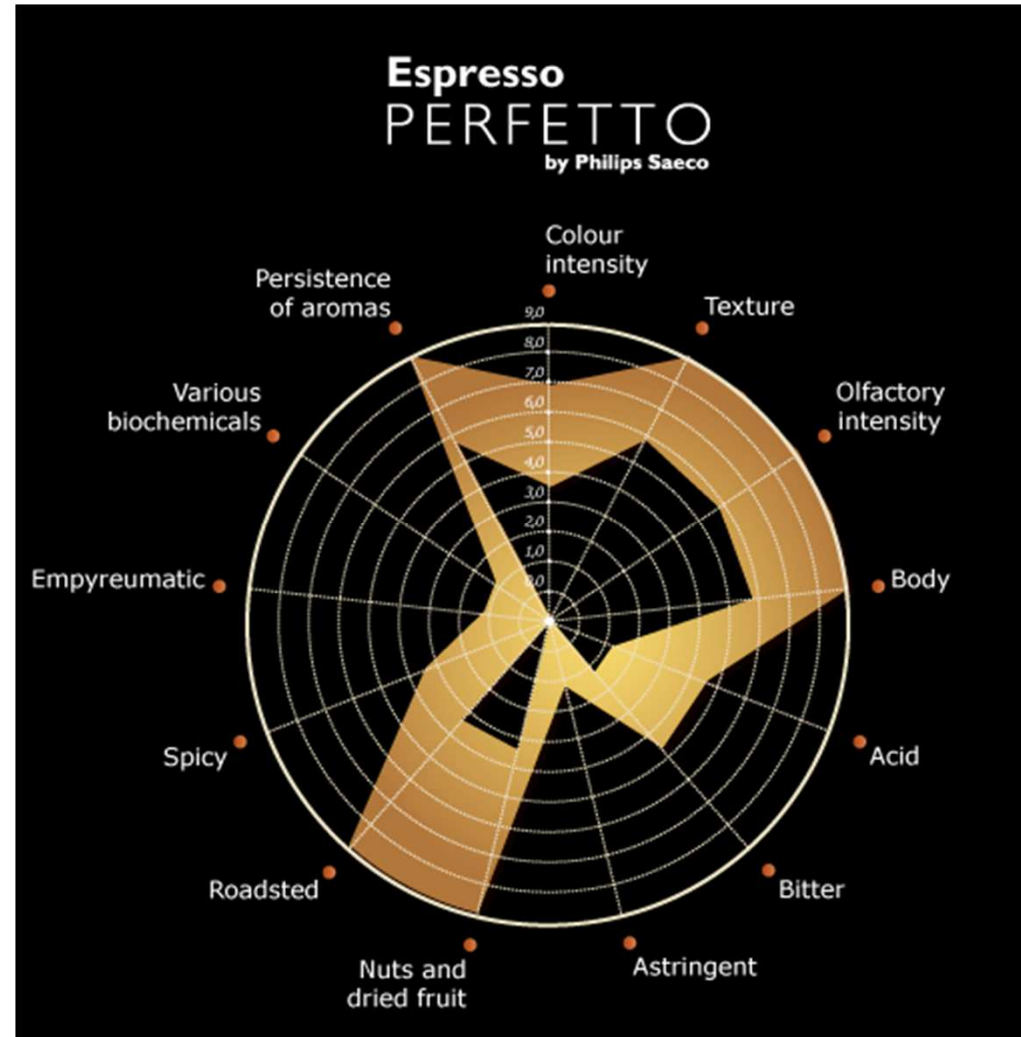 Espresso
PERFETTO
by Philips Saeco
Colour
intensity
Persistence
of aromas
Texture
9,0
8,0
7,0
6,0
5,0
4,0
3,0
2,0
1,0
0,0
Various
biochemicals
Olfactory
intensity
Empyreumatic
Body
Spicy
Acid
Roadsted
Bitter
Nuts and
dried fruit
Astringent